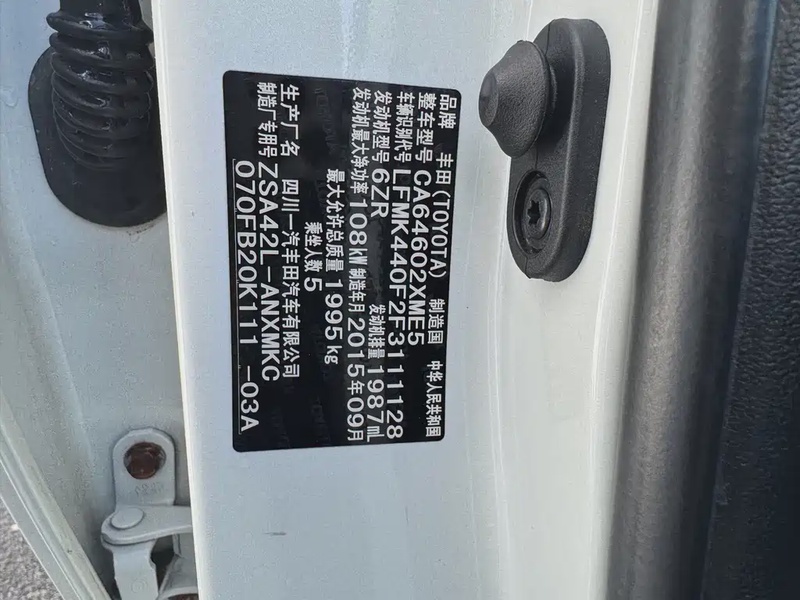 品牌 丰田(TOYOTA) 制造国 中华人民共和国
整车型号 CA64602XME5
车辆识别代号 LFMK440F2F3111128
发动机型号 6ZR 发动机排量 1987mL
发动机最大净功率 108kW 制造年月 2015年09月
最大允许总质量 1995kg
乘坐人数 5
生产厂名 四川一汽丰田汽车有限公司
制造厂专用号 ZSA42L-ANXMKC
070FB20K111 -03A